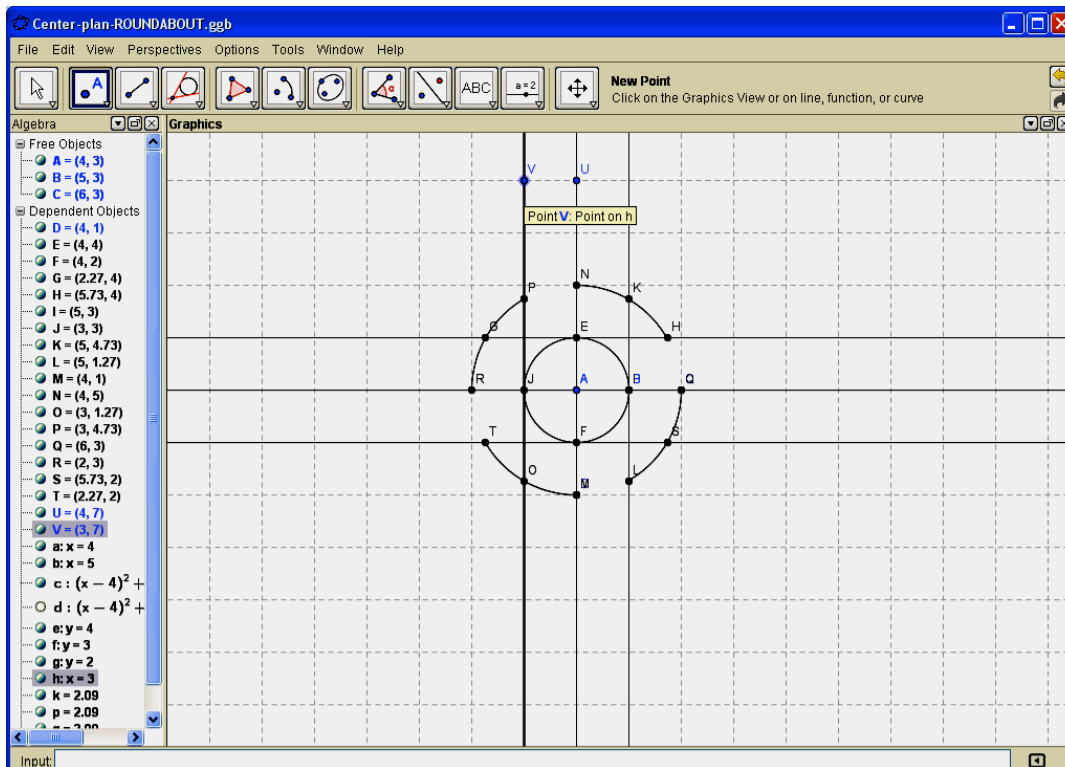 Center-plan-ROUNDABOUT.ggb
File Edit View Perspectives Options Tools Window Help
A
ABC
a = 2
New Point
Click on the Graphics View or on line, function, or curve
Algebra
Graphics
Free Objects
A = (4, 3)
B = (5, 3)
C = (6, 3)
Dependent Objects
D = (4, 1)
E = (4, 4)
F = (4, 2)
G = (2.27, 4)
H = (5.73, 4)
I = (5, 3)
J = (3, 3)
K = (5, 4.73)
L = (5, 1.27)
M = (4, 1)
N = (4, 5)
O = (3, 1.27)
P = (3, 4.73)
Q = (6, 3)
R = (2, 3)
S = (5.73, 2)
T = (2.27, 2)
U = (4, 7)
V = (3, 7)
a: x = 4
b: x = 5
c : (x − 4)² +
d : (x − 4)² +
e: y = 4
f: y = 3
g: y = 2
h: x = 3
k = 2.09
p = 2.09
V U
Point V: Point on h
N
P K
G E H
R J A B Q
T F S
O L
M
Input: